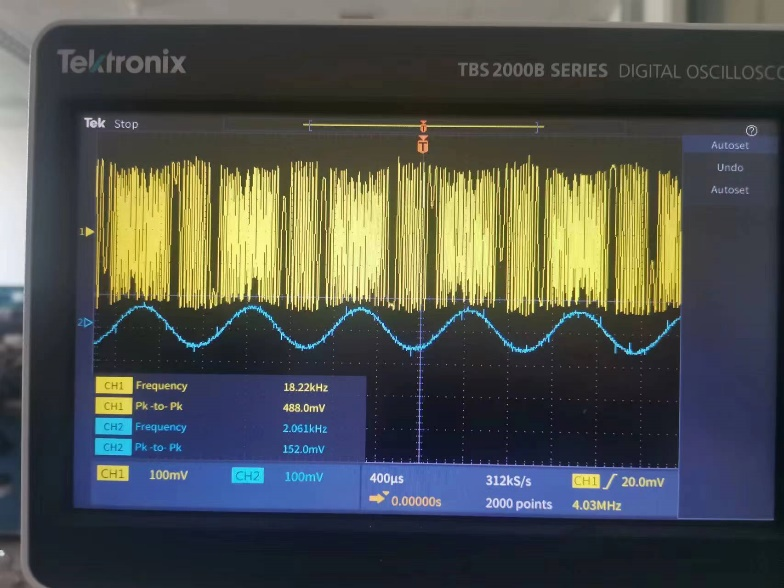 Tektronix
TBS 2000B SERIES DIGITAL OSCILLOSC
Tek Stop
T
T
Autoset
Undo
Autoset
1
2
CH1 Frequency 18.22kHz
CH1 Pk-to-Pk 488.0mV
CH2 Frequency 2.061kHz
CH2 Pk-to-Pk 152.0mV
CH1 100mV CH2 100mV 400µs 312kS/s CH1 20.0mV
0.00000s 2000 points 4.03MHz